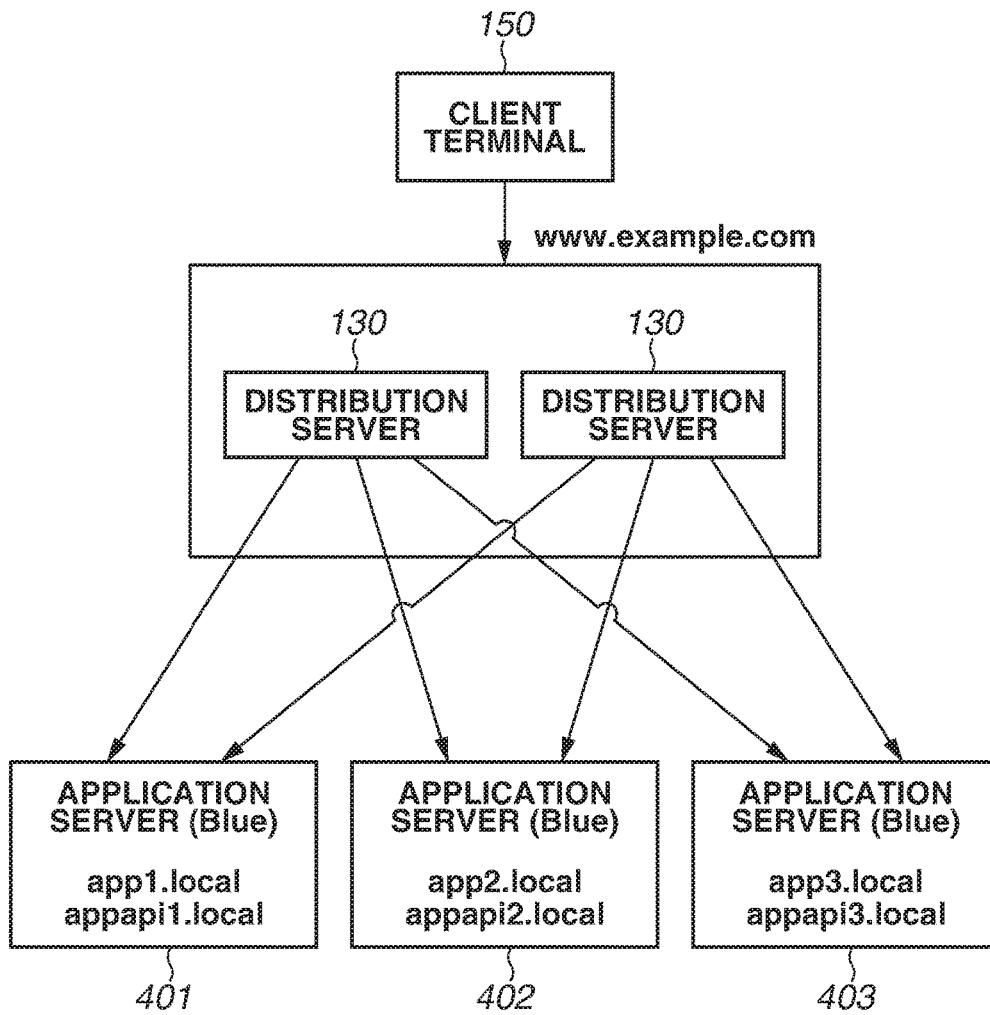 150
CLIENT
TERMINAL
www.example.com
130
130
DISTRIBUTION
SERVER
DISTRIBUTION
SERVER
APPLICATION
SERVER (Blue)
app1.local
appapi1.local
APPLICATION
SERVER (Blue)
app2.local
appapi2.local
APPLICATION
SERVER (Blue)
app3.local
appapi3.local
401
402
403